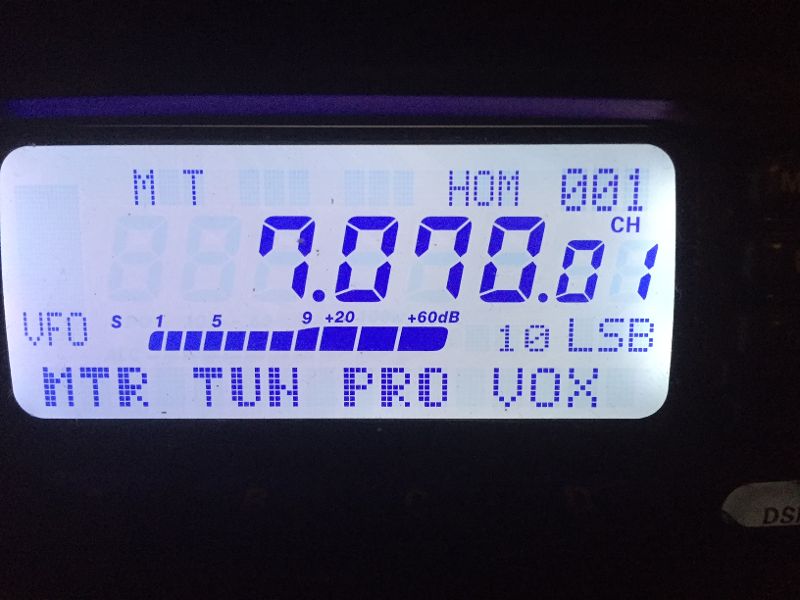 M T HOM 001
CH
7.070.01
S 1 5 9 +20 +60dB
VFO 10 LSB
MTR TUN PRO VOX